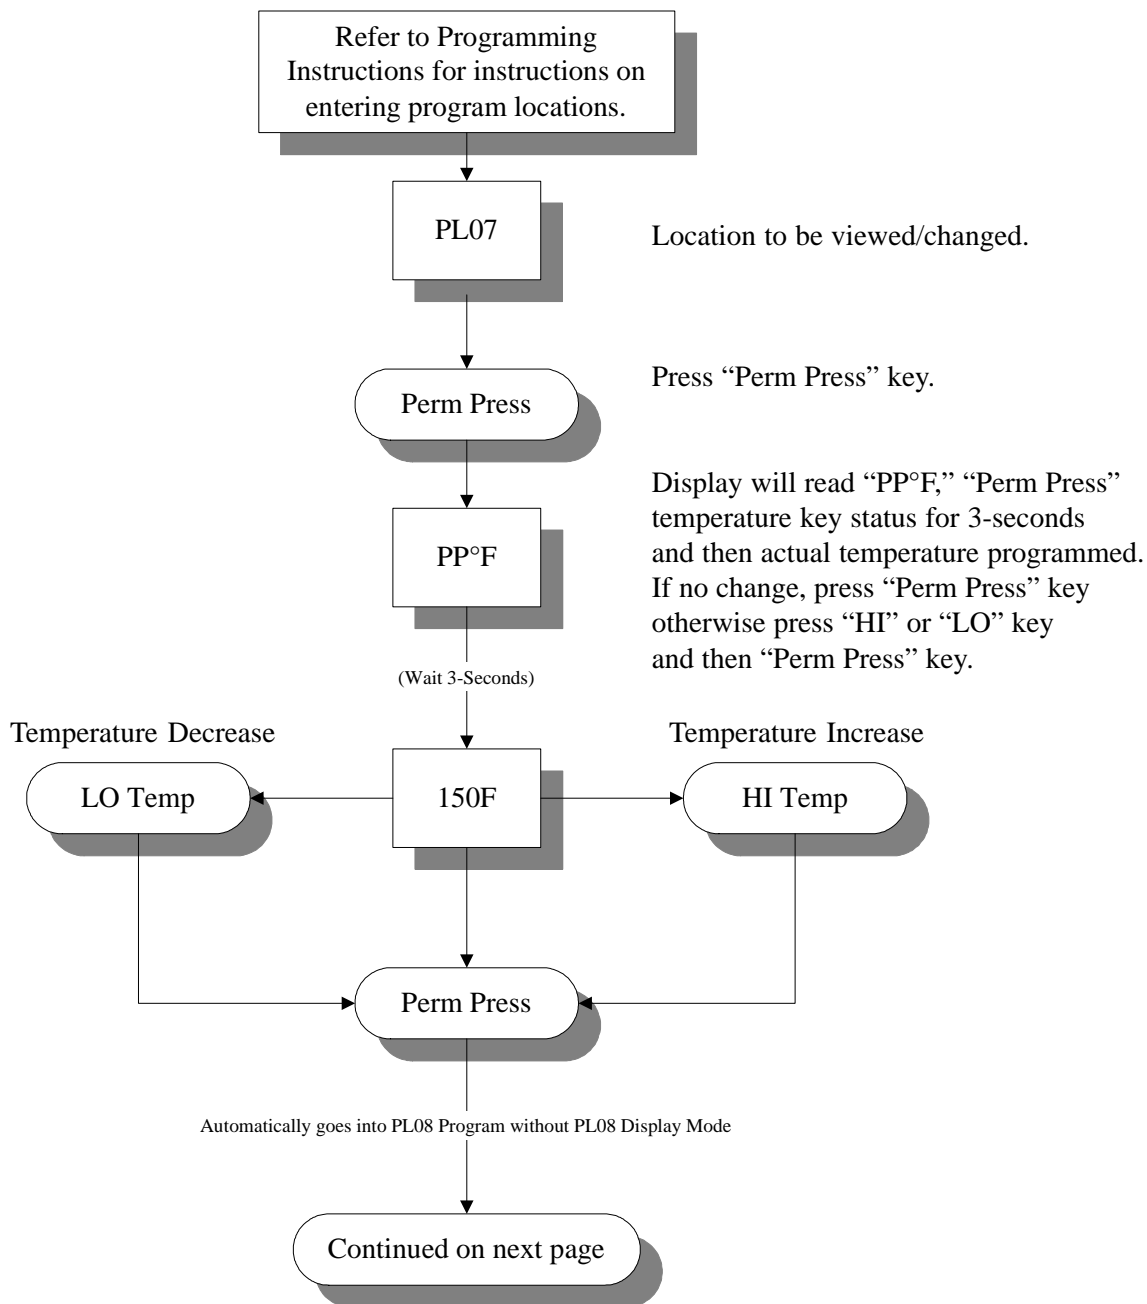 Refer to Programming
Instructions for instructions on
entering program locations.
PL07
Location to be viewed/changed.
Press “Perm Press” key.
Perm Press
Display will read “PP°F,” “Perm Press”
temperature key status for 3-seconds
and then actual temperature programmed.
If no change, press “Perm Press” key
otherwise press “HI” or “LO” key
and then “Perm Press” key.
PP°F
(Wait 3-Seconds)
Temperature Decrease
Temperature Increase
LO Temp
150F
HI Temp
Perm Press
Automatically goes into PL08 Program without PL08 Display Mode
Continued on next page